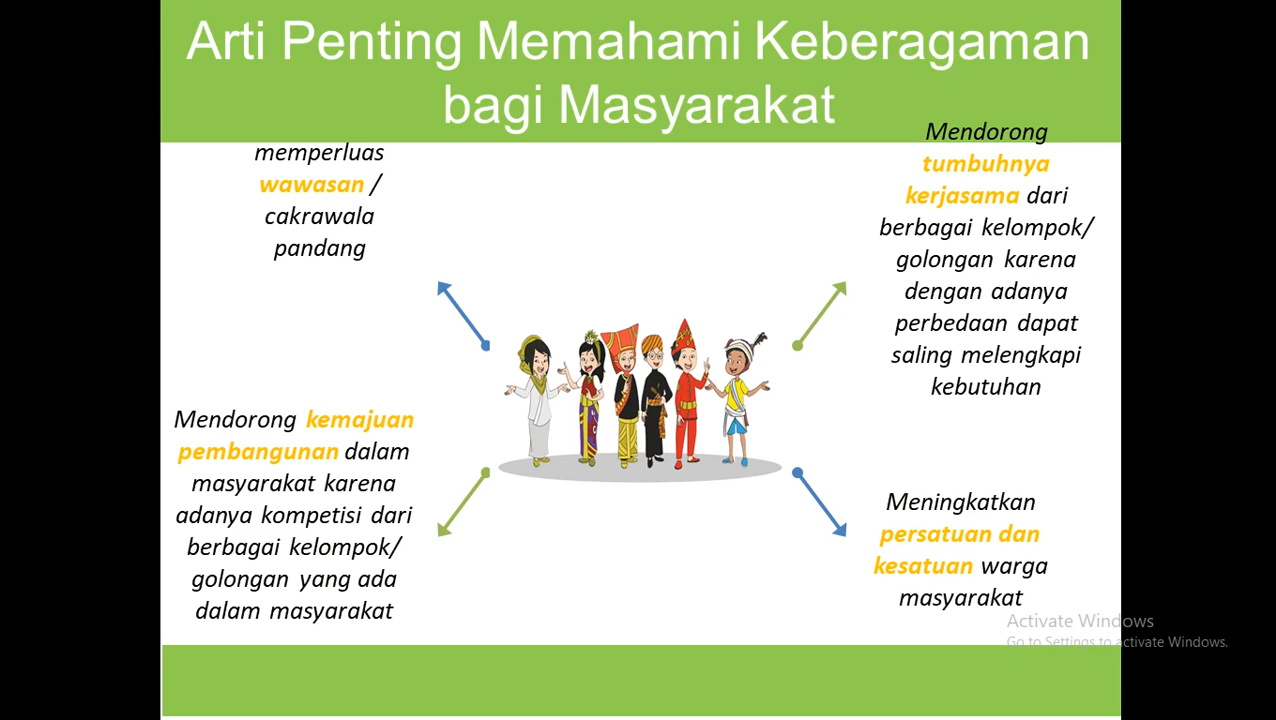 Arti Penting Memahami Keberagaman
bagi Masyarakat
memperluas
wawasan /
cakrawala
pandang
Mendorong
tumbuhnya
kerjasama dari
berbagai kelompok/
golongan karena
dengan adanya
perbedaan dapat
saling melengkapi
kebutuhan
Mendorong kemajuan
pembangunan dalam
masyarakat karena
adanya kompetisi dari
berbagai kelompok/
golongan yang ada
dalam masyarakat
Meningkatkan
persatuan dan
kesatuan warga
masyarakat
Activate Windows
Go to Settings to activate Windows.